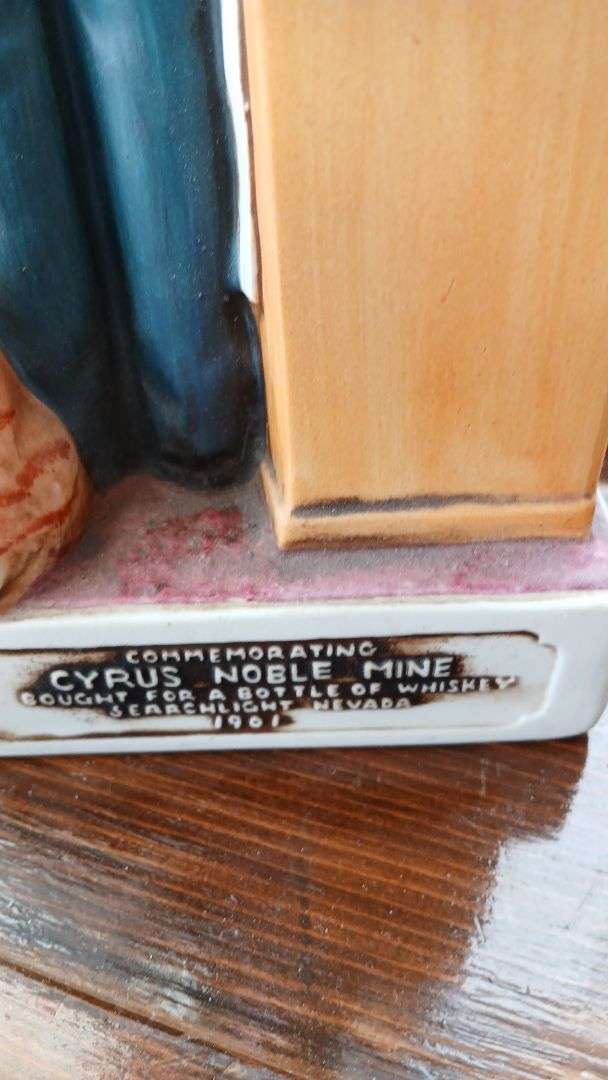 COMMEMORATING
CYRUS NOBLE MINE
BOUGHT FOR A BOTTLE OF WHISKEY
SEARCHLIGHT NEVADA
1901